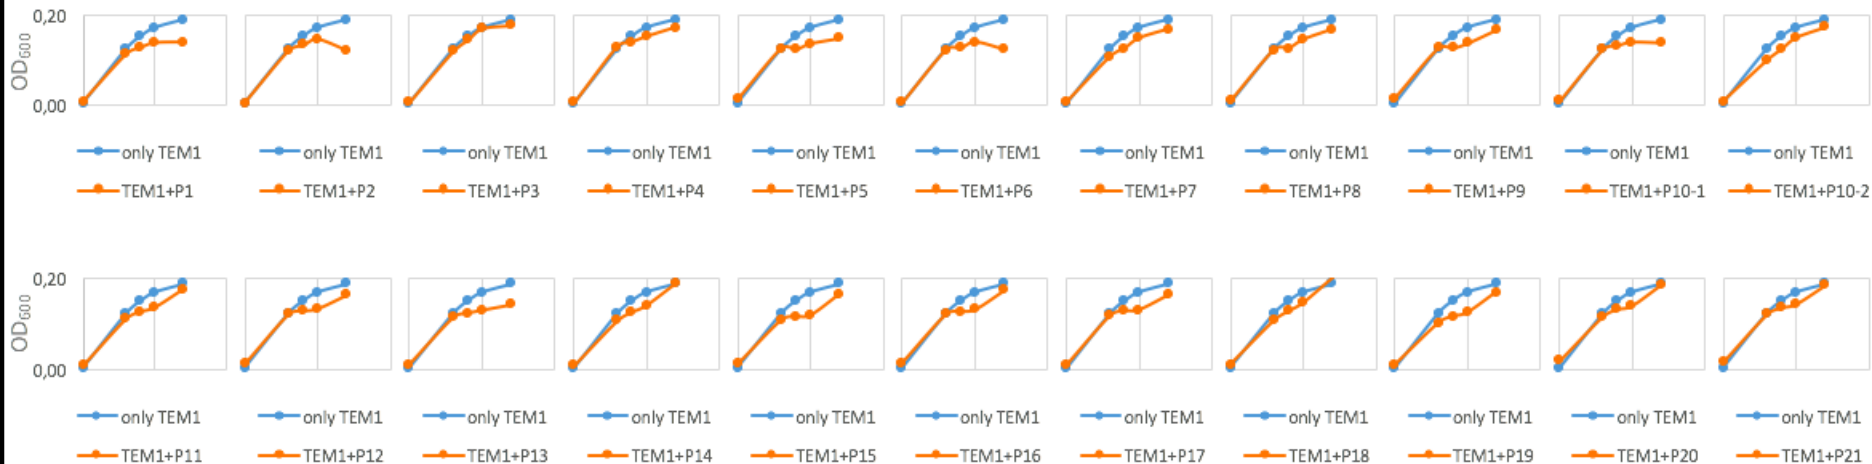 0,20
OD600
0,00
only TEM1 only TEM1 only TEM1 only TEM1 only TEM1 only TEM1 only TEM1 only TEM1 only TEM1 only TEM1 only TEM1
TEM1+P1 TEM1+P2 TEM1+P3 TEM1+P4 TEM1+P5 TEM1+P6 TEM1+P7 TEM1+P8 TEM1+P9 TEM1+P10-1 TEM1+P10-2
0,20
OD600
0,00
only TEM1 only TEM1 only TEM1 only TEM1 only TEM1 only TEM1 only TEM1 only TEM1 only TEM1 only TEM1 only TEM1
TEM1+P11 TEM1+P12 TEM1+P13 TEM1+P14 TEM1+P15 TEM1+P16 TEM1+P17 TEM1+P18 TEM1+P19 TEM1+P20 TEM1+P21